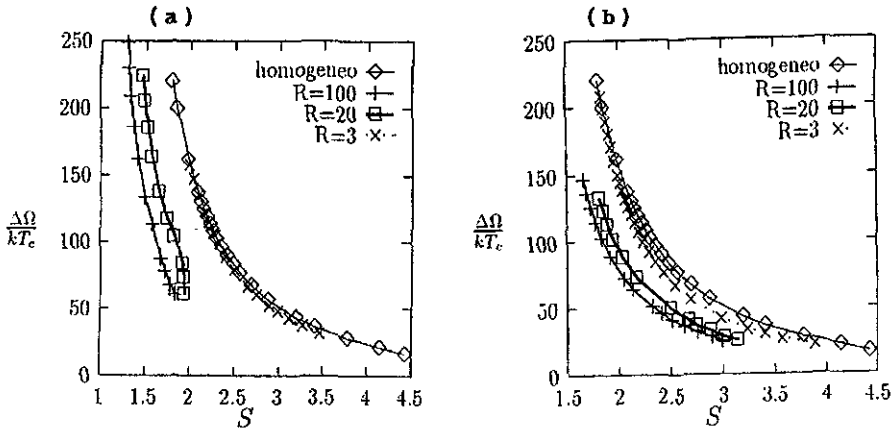 (a)
250
200
150
100
50
0
ΔΩ
kTc
homogeneo
R=100
R=20
R=3
1 1.5 2 2.5 3 3.5 4 4.5
S
(b)
250
200
150
100
50
0
ΔΩ
kTc
homogeneo
R=100
R=20
R=3
1.5 2 2.5 3 3.5 4 4.5
S